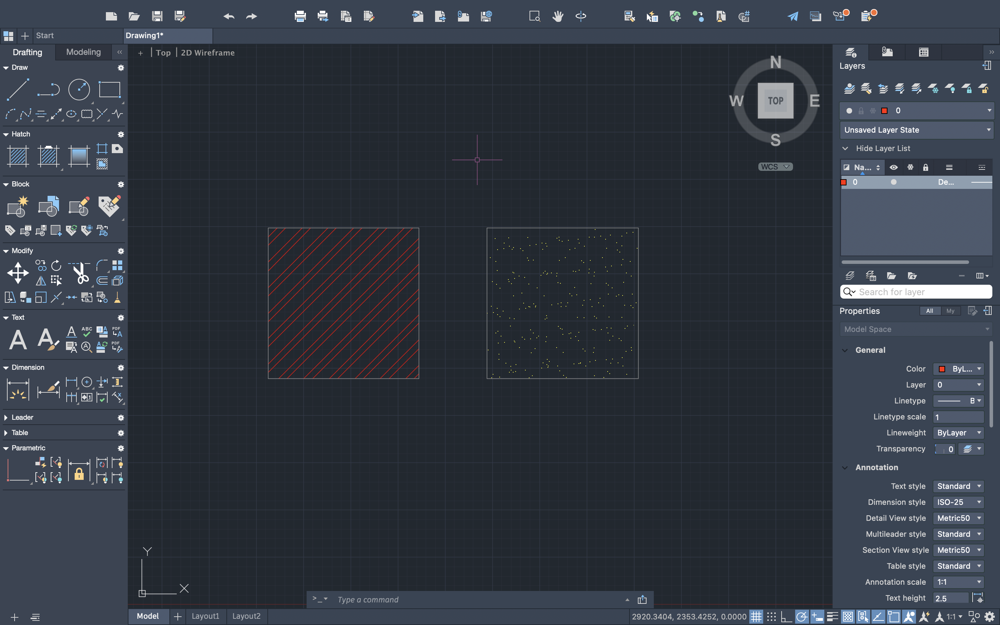 Start
Drawing1*
Drafting
Modeling
Draw
Hatch
Block
Modify
Text
A
A
A
ABC
A
PDF
A
A
A
A
PDF
A
Dimension
Leader
Table
Parametric
+
Top
2D Wireframe
N
W
TOP
E
S
WCS
Y
X
>_
Type a command
Model
Layout1
Layout2
2920.3404, 2353.4252, 0.0000
1:1
Layers
0
Unsaved Layer State
Hide Layer List
Na...
0
De...
Search for layer
Properties
All
My
Model Space
General
Color
ByL...
Layer
0
Linetype
B
Linetype scale
1
Lineweight
ByLayer
Transparency
0
Annotation
Text style
Standard
Dimension style
ISO-25
Detail View style
Metric50
Multileader style
Standard
Section View style
Metric50
Table style
Standard
Annotation scale
1:1
Text height
2.5